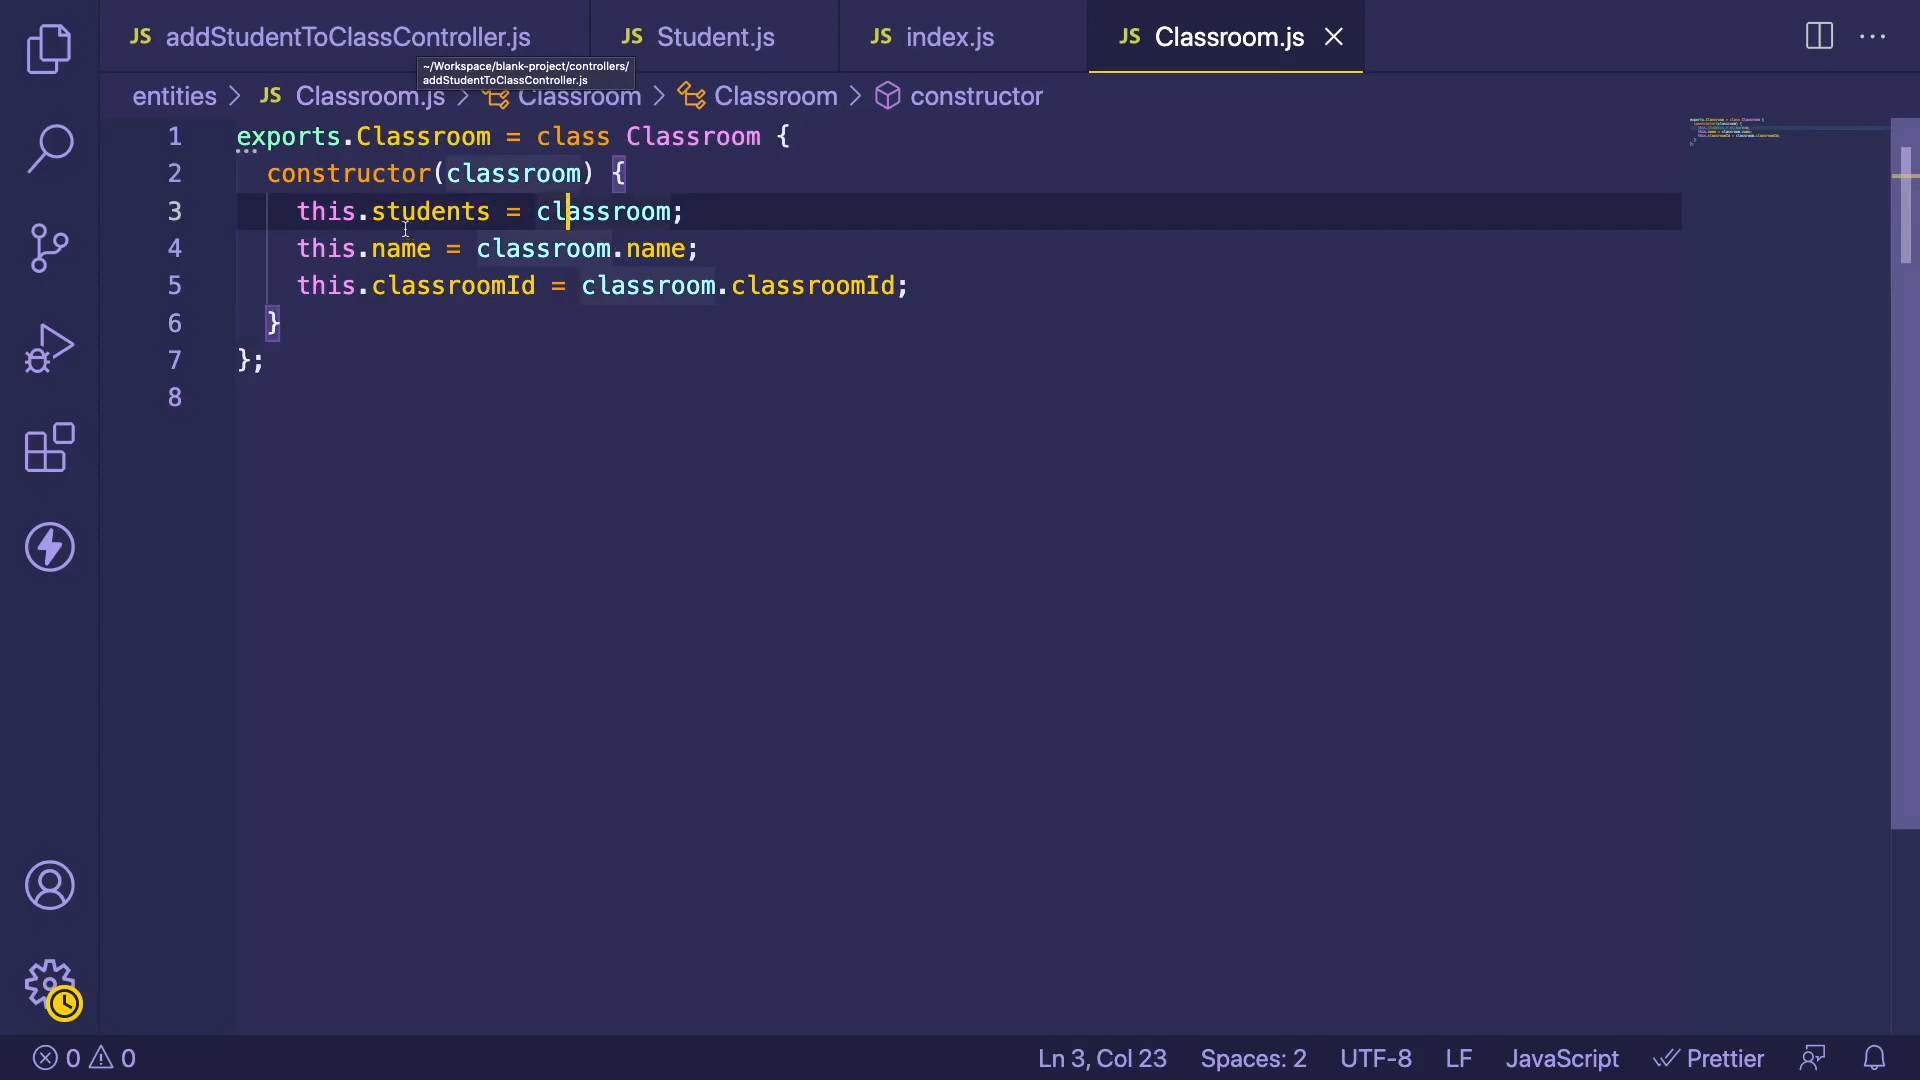 JS addStudentToClassController.js JS Student.js JS index.js JS Classroom.js
~/Workspace/blank-project/controllers/
addStudentToClassController.js
entities > JS Classroom.js > Classroom > Classroom > constructor
1 exports.Classroom = class Classroom {
2 constructor(classroom) {
3 this.students = classroom;
4 this.name = classroom.name;
5 this.classroomId = classroom.classroomId;
6 }
7 };
8
0 0 Ln 3, Col 23 Spaces: 2 UTF-8 LF JavaScript Prettier